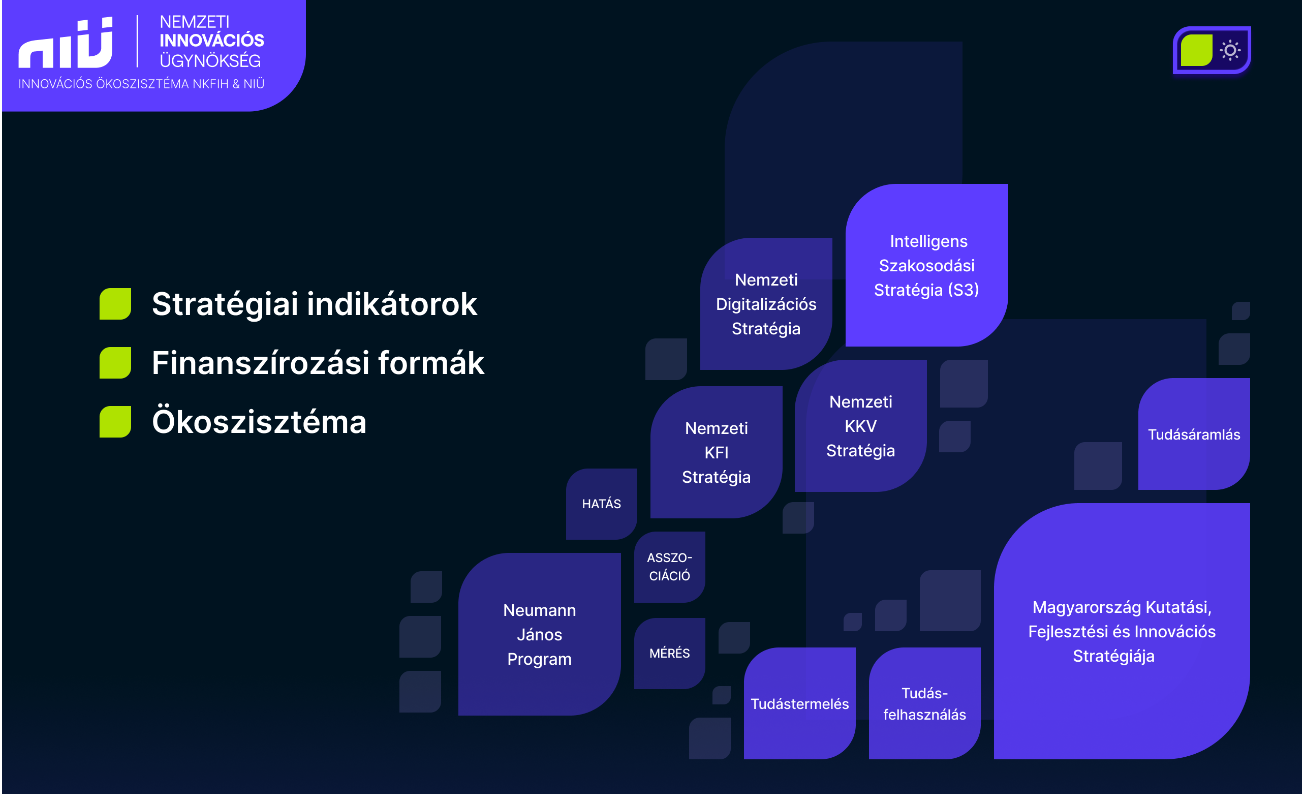 NIÜ
NEMZETI
INNOVÁCIÓS
ÜGYNÖKSÉG
INNOVÁCIÓS ÖKOSZISZTÉMA NKFIH & NIÜ
Stratégiai indikátorok
Finanszírozási formák
Ökoszisztéma
Intelligens
Szakosodási
Stratégia (S3)
Nemzeti
Digitalizációs
Stratégia
Nemzeti
KKV
Stratégia
Nemzeti
KFI
Stratégia
Tudásáramlás
HATÁS
ASSZO-
CIÁCIÓ
Neumann
János
Program
MÉRÉS
Magyarország Kutatási,
Fejlesztési és Innovációs
Stratégiája
Tudástermelés
Tudás-
felhasználás